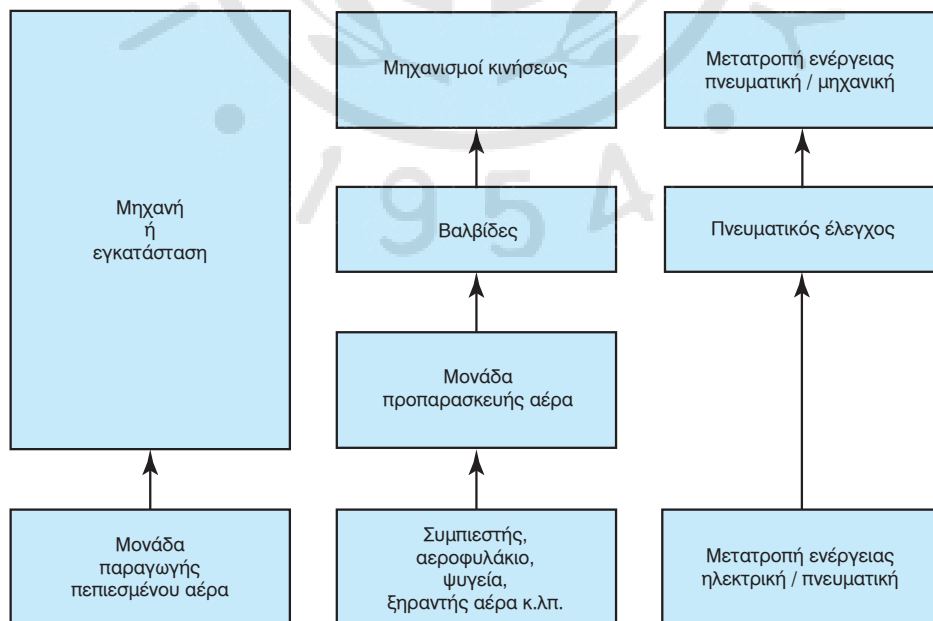 Μηχανή
ή
εγκατάσταση
Μονάδα
παραγωγής
πεπιεσμένου αέρα
Μηχανισμοί κινήσεως
Βαλβίδες
Μονάδα
προπαρασκευής αέρα
Συμπιεστής,
αεροφυλάκιο,
ψυγεία,
ξηραντής αέρα κ.λπ.
Μετατροπή ενέργειας
πνευματική / μηχανική
Πνευματικός έλεγχος
Μετατροπή ενέργειας
ηλεκτρική / πνευματική
1954